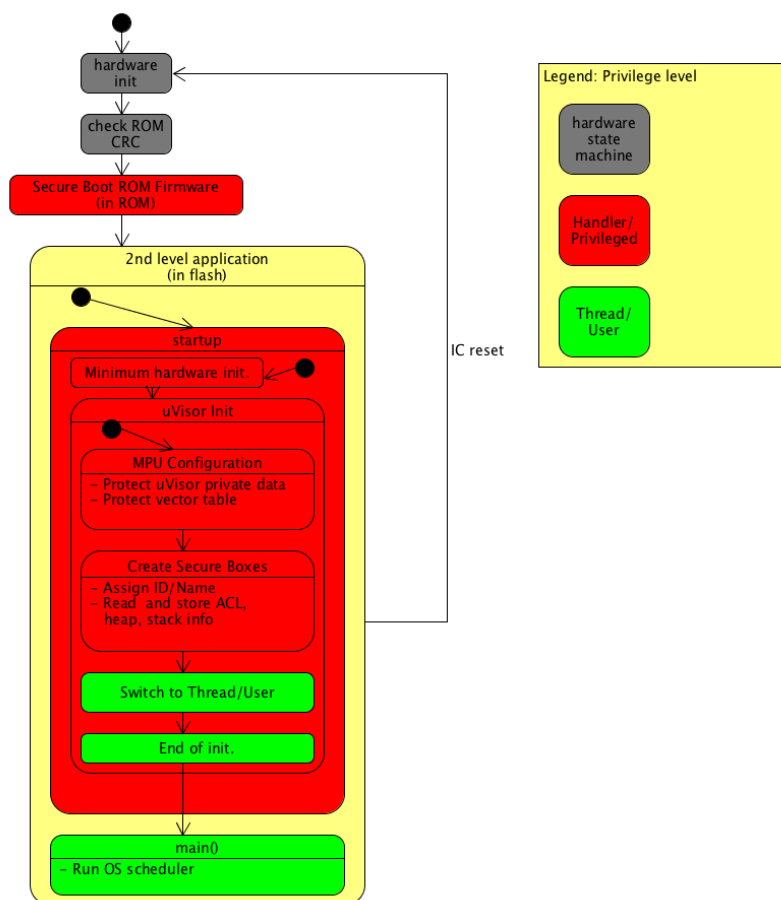 hardware
init
check ROM
CRC
Secure Boot ROM Firmware
(in ROM)
2nd level application
(in flash)
startup
Minimum hardware init.
uVisor Init
MPU Configuration
– Protect uVisor private data
– Protect vector table
Create Secure Boxes
– Assign ID/Name
– Read  and store ACL,
heap, stack info
Switch to Thread/User
End of init.
main()
– Run OS scheduler
IC reset
Legend: Privilege level
hardware
state
machine
Handler/
Privileged
Thread/
User